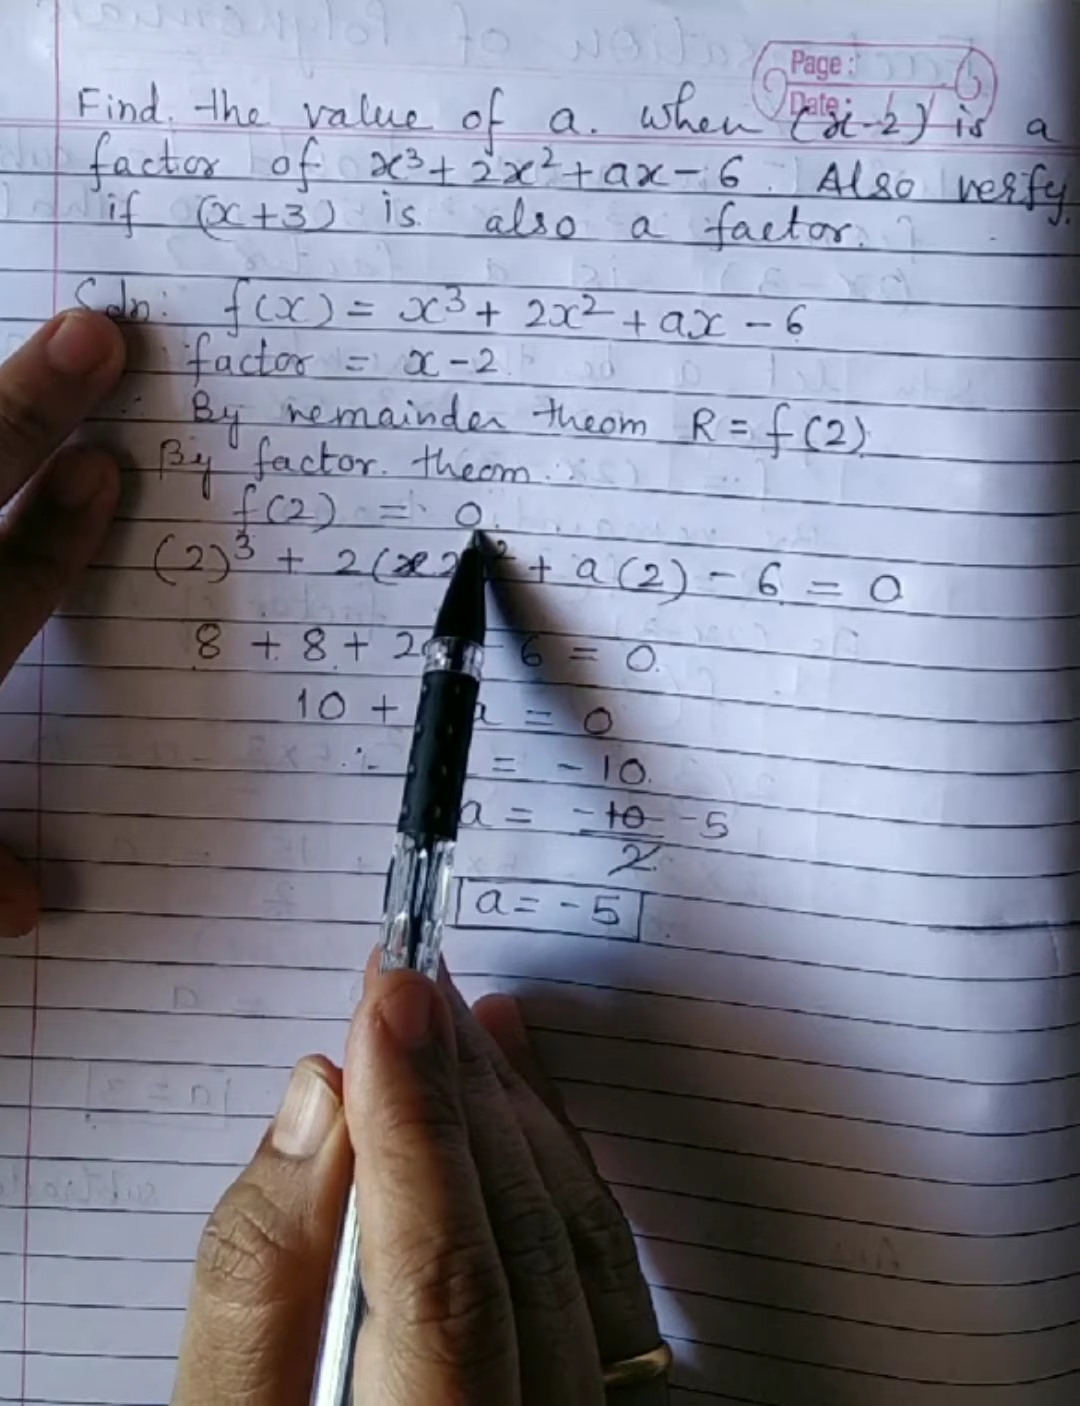 Page:
Date:
Find the value of a. when (x-2) is a
factor of x³+ 2x²+ax-6. Also verify
if (x+3) is also a factor.
Soln: f(x) = x³+ 2x² + ax - 6
factor = x-2.
∴ By remainder theom R = f(2)
By factor. theom.
f(2) = 0.
(2)³ + 2( 2 ² + a(2) - 6 = 0
8 + 8 + 2 - 6 = 0.
10 + a = 0
∴ = -10.
a = -10 -5
2
a = -5